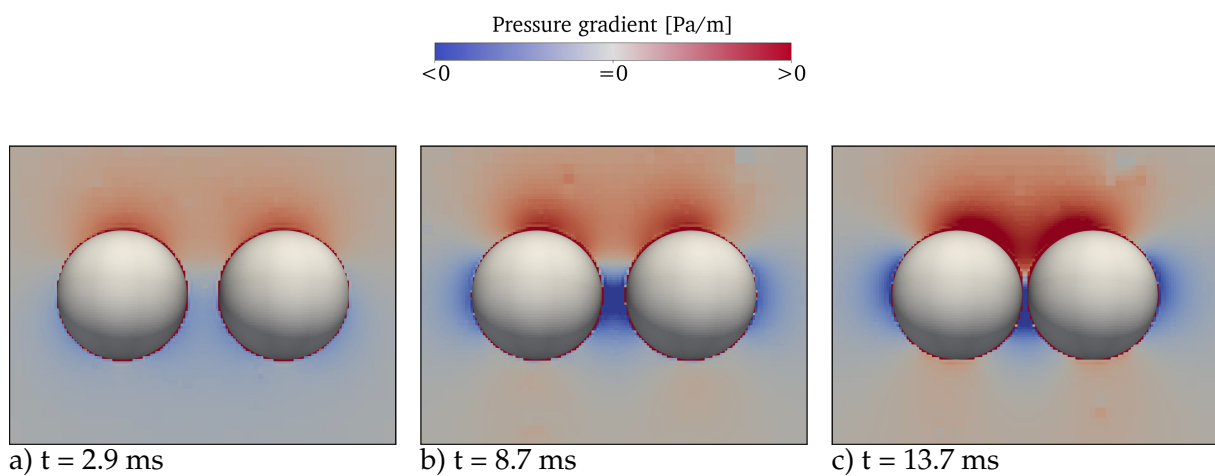 Pressure gradient [Pa/m]
<0 =0 >0
a) t = 2.9 ms
b) t = 8.7 ms
c) t = 13.7 ms